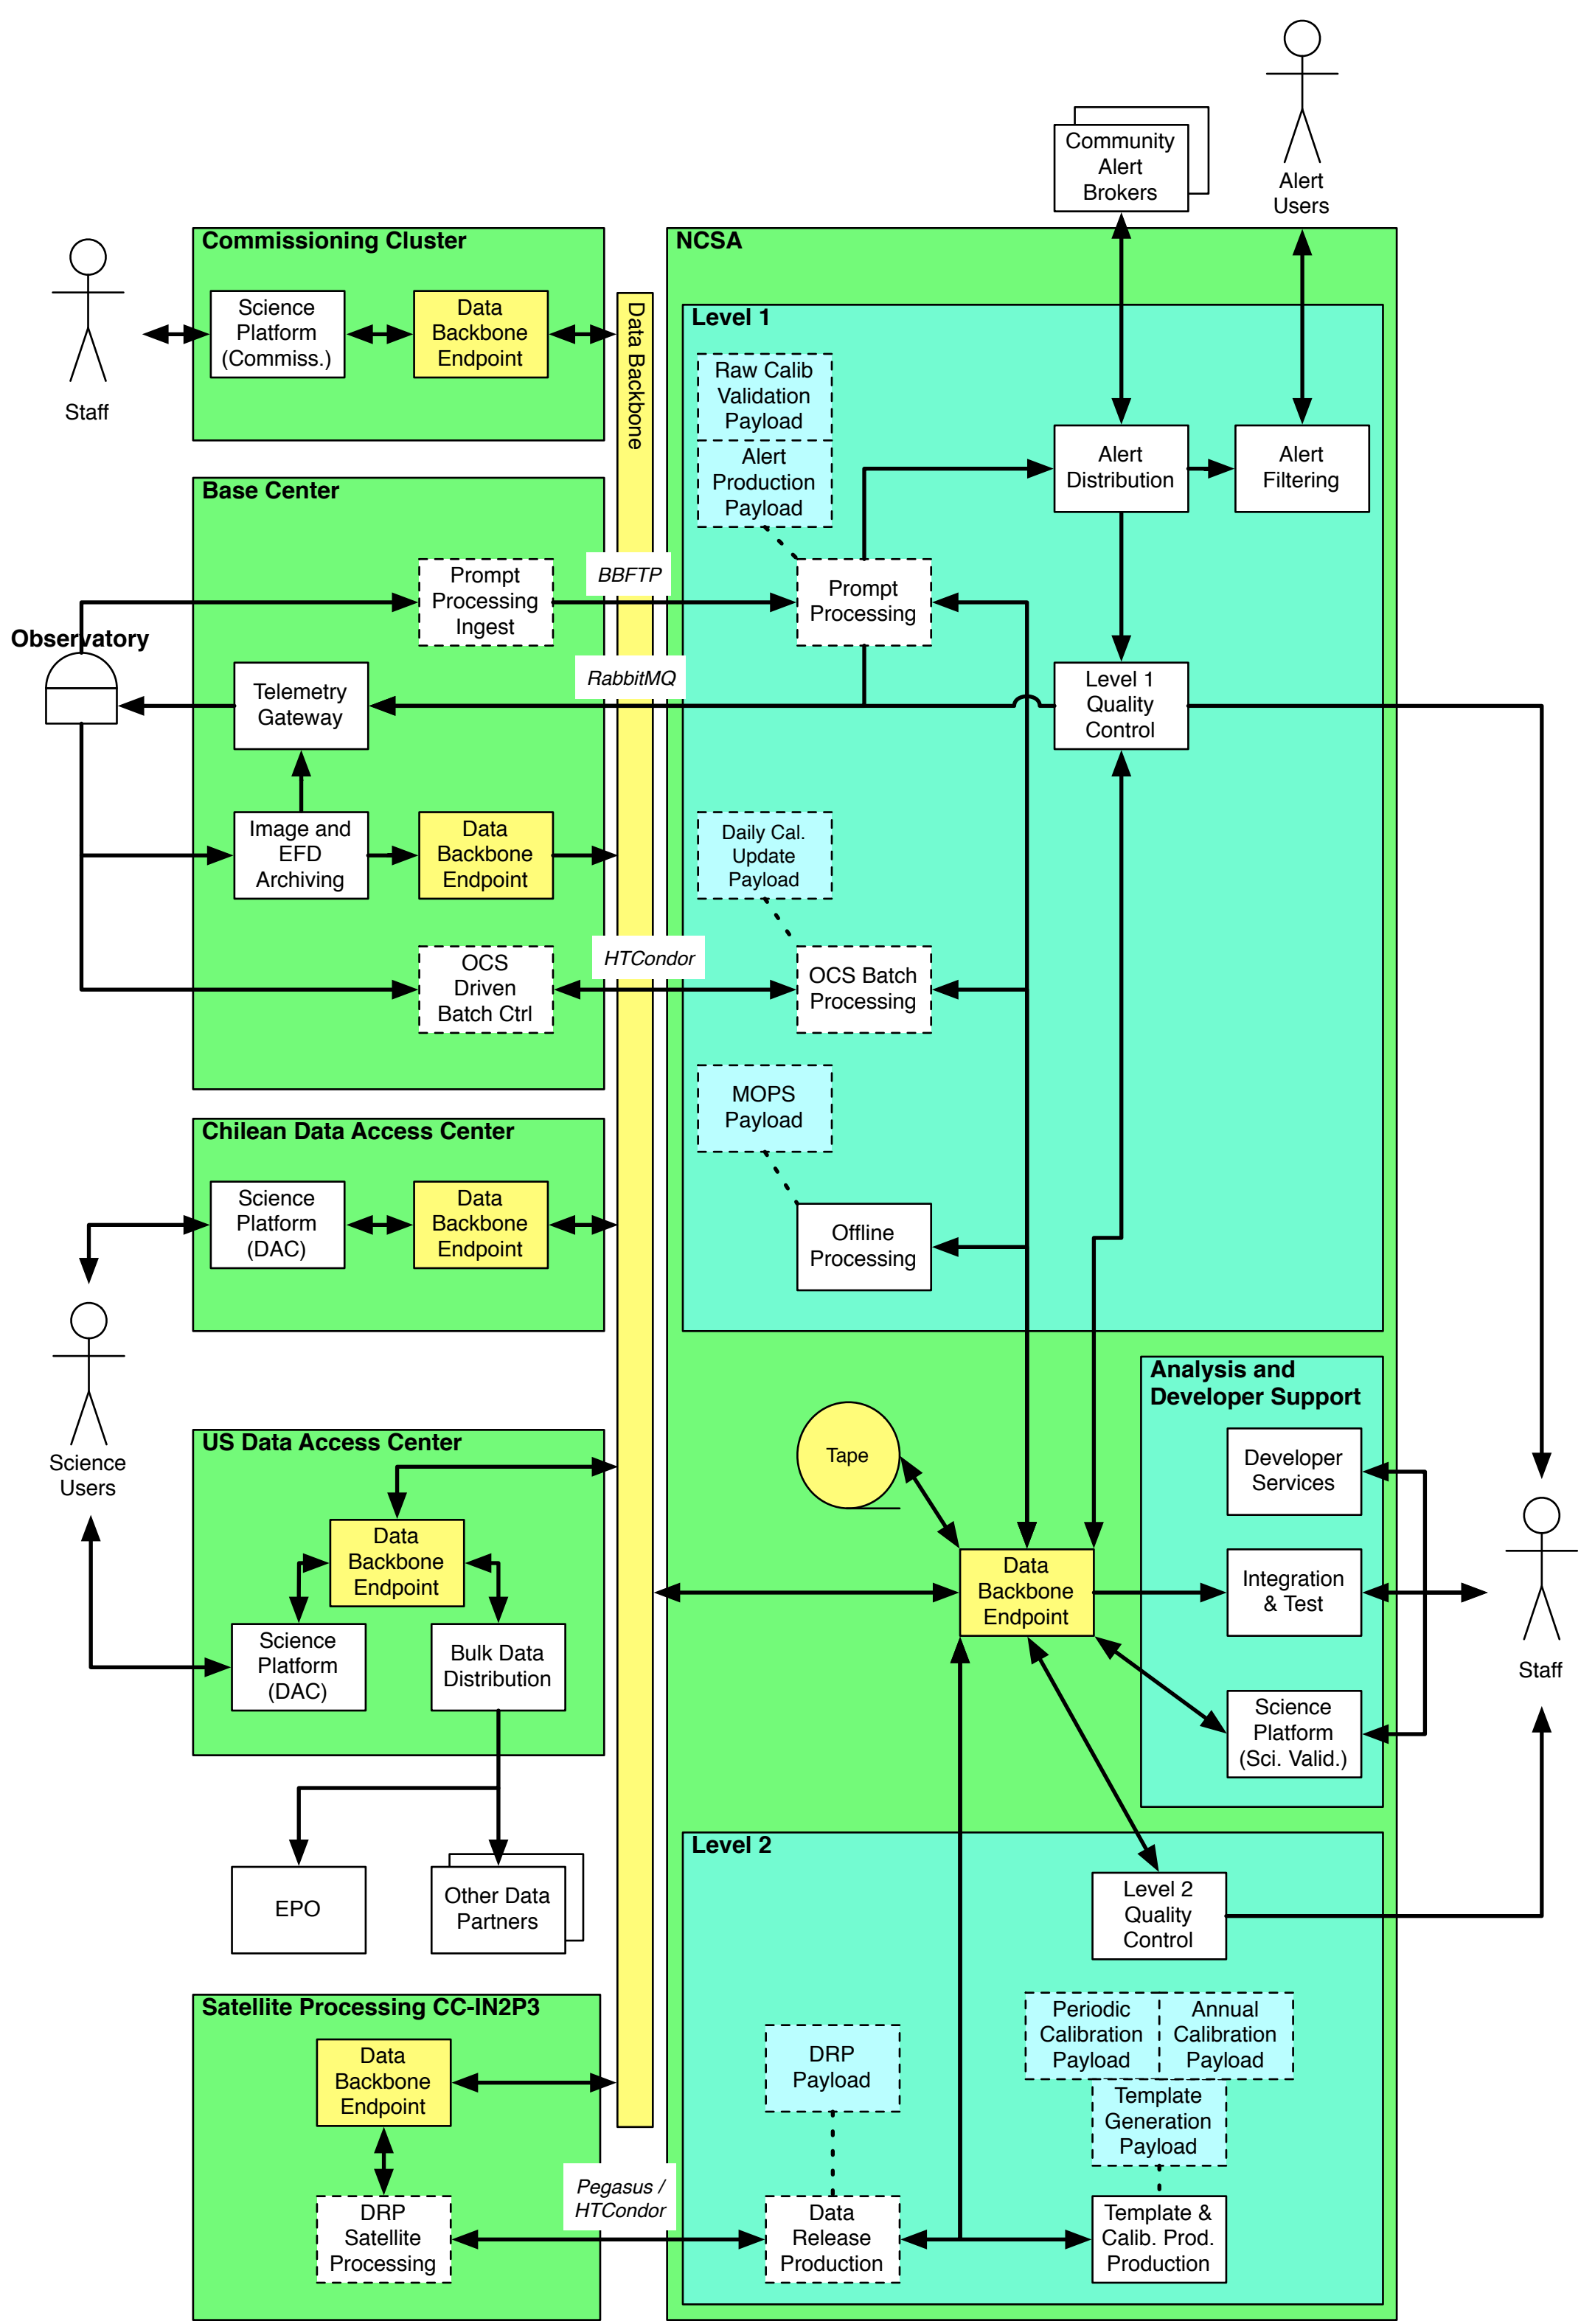 Community
Alert
Brokers
Alert
Users
Commissioning Cluster
Science
Platform
(Commiss.)
Data
Backbone
Endpoint
Staff
Data Backbone
NCSA
Level 1
Raw Calib
Validation
Payload
Alert
Production
Payload
Alert
Distribution
Alert
Filtering
Base Center
Prompt
Processing
Ingest
BBFTP
Prompt
Processing
Observatory
Telemetry
Gateway
RabbitMQ
Level 1
Quality
Control
Image and
EFD
Archiving
Data
Backbone
Endpoint
Daily Cal.
Update
Payload
OCS
Driven
Batch Ctrl
HTCondor
OCS Batch
Processing
MOPS
Payload
Chilean Data Access Center
Science
Platform
(DAC)
Data
Backbone
Endpoint
Offline
Processing
Science
Users
Analysis and
Developer Support
Developer
Services
Tape
US Data Access Center
Data
Backbone
Endpoint
Science
Platform
(DAC)
Bulk Data
Distribution
Data
Backbone
Endpoint
Integration
& Test
Staff
Science
Platform
(Sci. Valid.)
EPO
Other Data
Partners
Level 2
Level 2
Quality
Control
Satellite Processing CC-IN2P3
Data
Backbone
Endpoint
DRP
Satellite
Processing
Pegasus /
HTCondor
DRP
Payload
Data
Release
Production
Periodic
Calibration
Payload
Annual
Calibration
Payload
Template
Generation
Payload
Template &
Calib. Prod.
Production